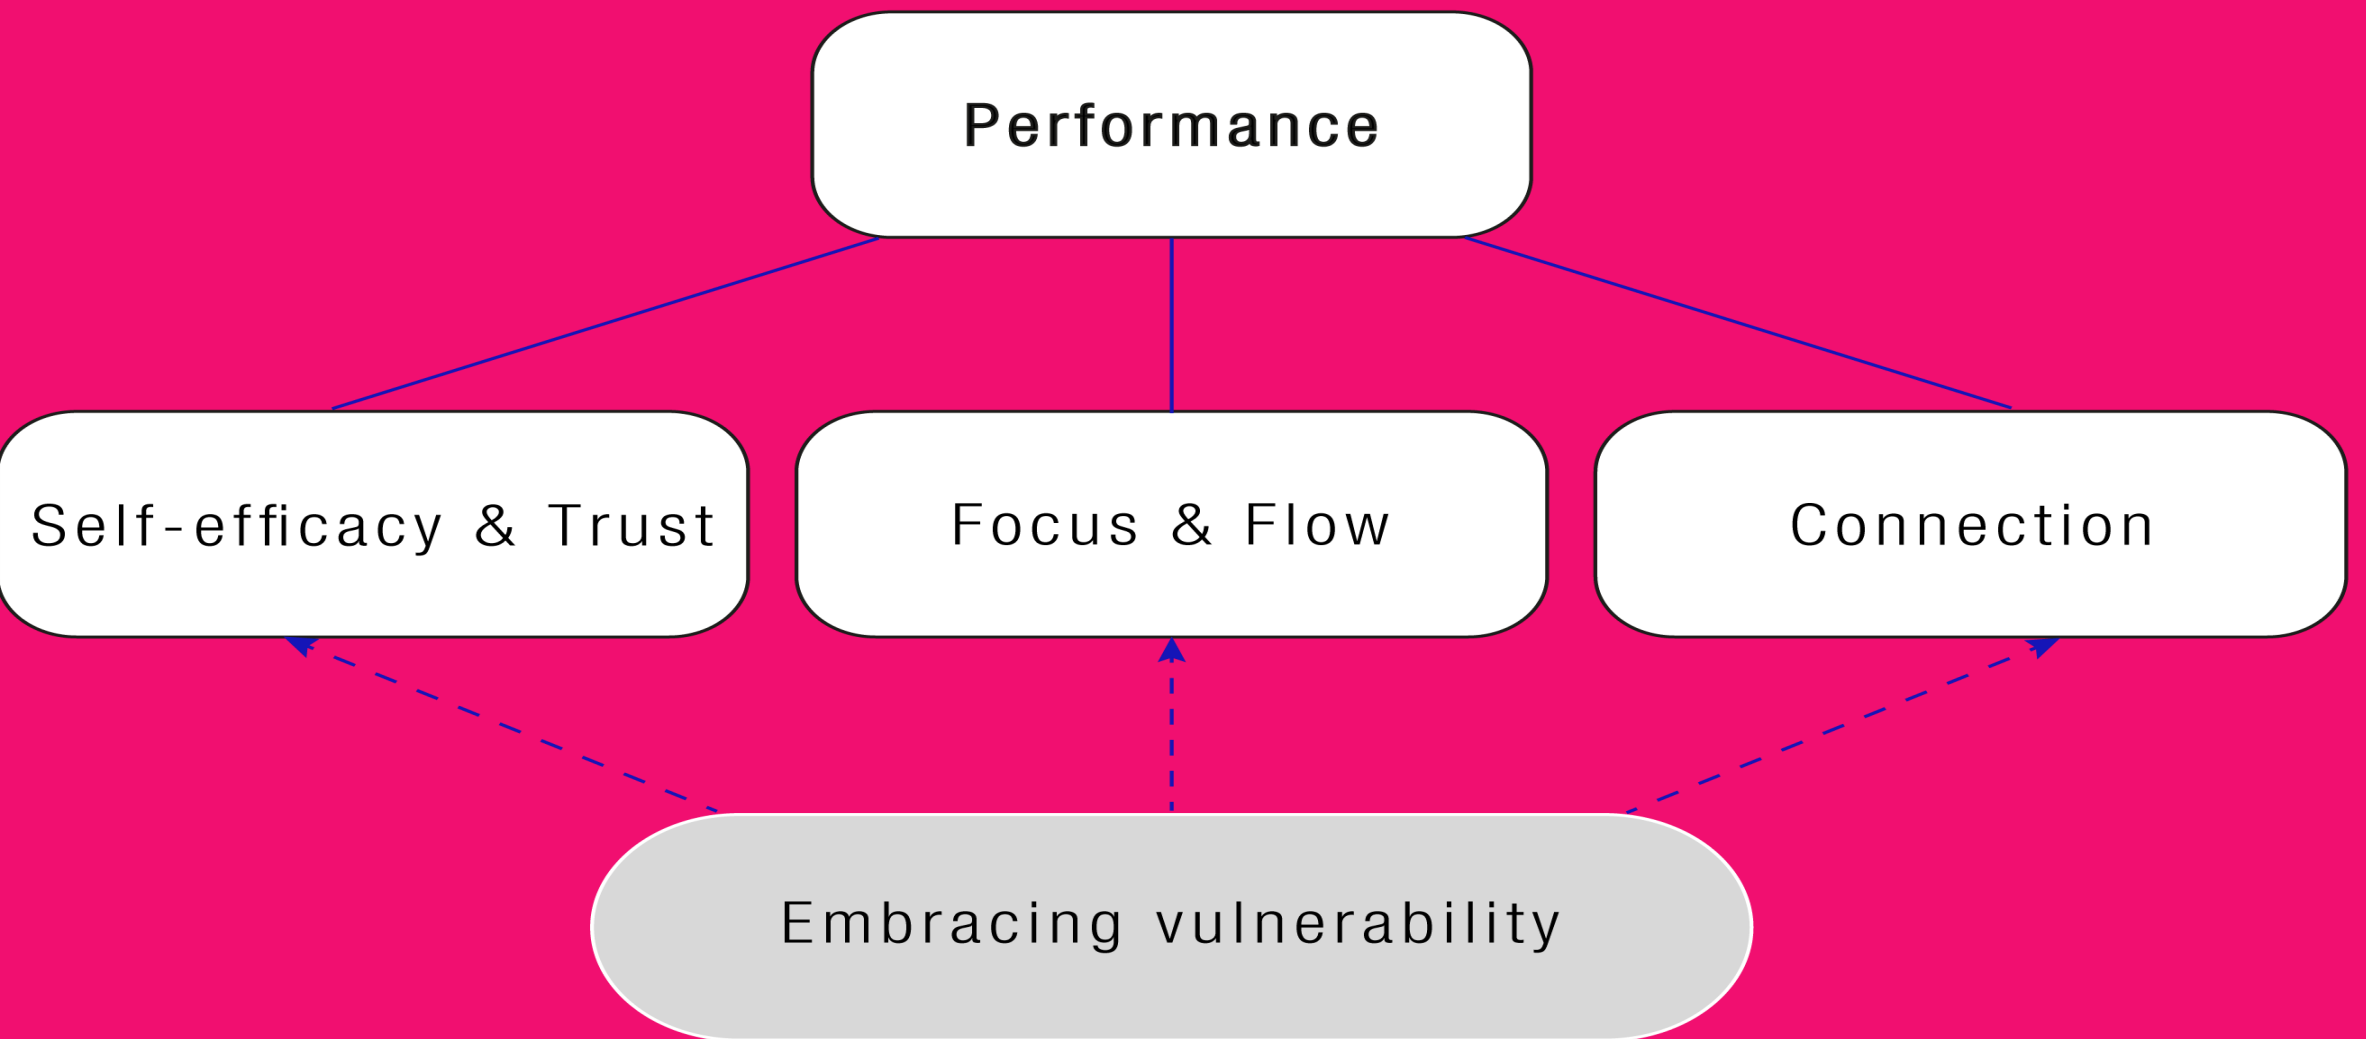 Performance
Self-efficacy & Trust
Focus & Flow
Connection
Embracing vulnerability